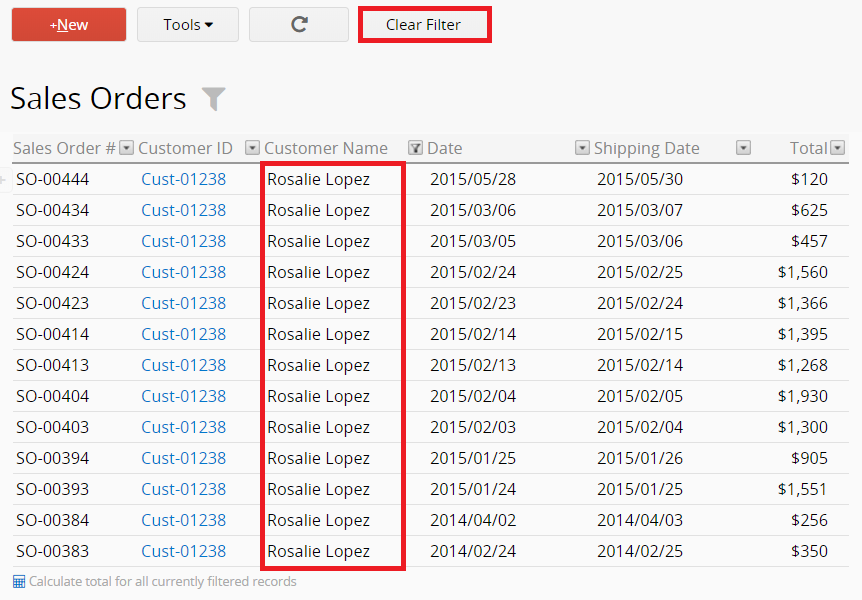 +New Tools Clear Filter
Sales Orders
Sales Order # Customer ID Customer Name Date Shipping Date Total
SO-00444 Cust-01238 Rosalie Lopez 2015/05/28 2015/05/30 $120
SO-00434 Cust-01238 Rosalie Lopez 2015/03/06 2015/03/07 $625
SO-00433 Cust-01238 Rosalie Lopez 2015/03/05 2015/03/06 $457
SO-00424 Cust-01238 Rosalie Lopez 2015/02/24 2015/02/25 $1,560
SO-00423 Cust-01238 Rosalie Lopez 2015/02/23 2015/02/24 $1,366
SO-00414 Cust-01238 Rosalie Lopez 2015/02/14 2015/02/15 $1,395
SO-00413 Cust-01238 Rosalie Lopez 2015/02/13 2015/02/14 $1,268
SO-00404 Cust-01238 Rosalie Lopez 2015/02/04 2015/02/05 $1,930
SO-00403 Cust-01238 Rosalie Lopez 2015/02/03 2015/02/04 $1,300
SO-00394 Cust-01238 Rosalie Lopez 2015/01/25 2015/01/26 $905
SO-00393 Cust-01238 Rosalie Lopez 2015/01/24 2015/01/25 $1,551
SO-00384 Cust-01238 Rosalie Lopez 2014/04/02 2014/04/03 $256
SO-00383 Cust-01238 Rosalie Lopez 2014/02/24 2014/02/25 $350
Calculate total for all currently filtered records